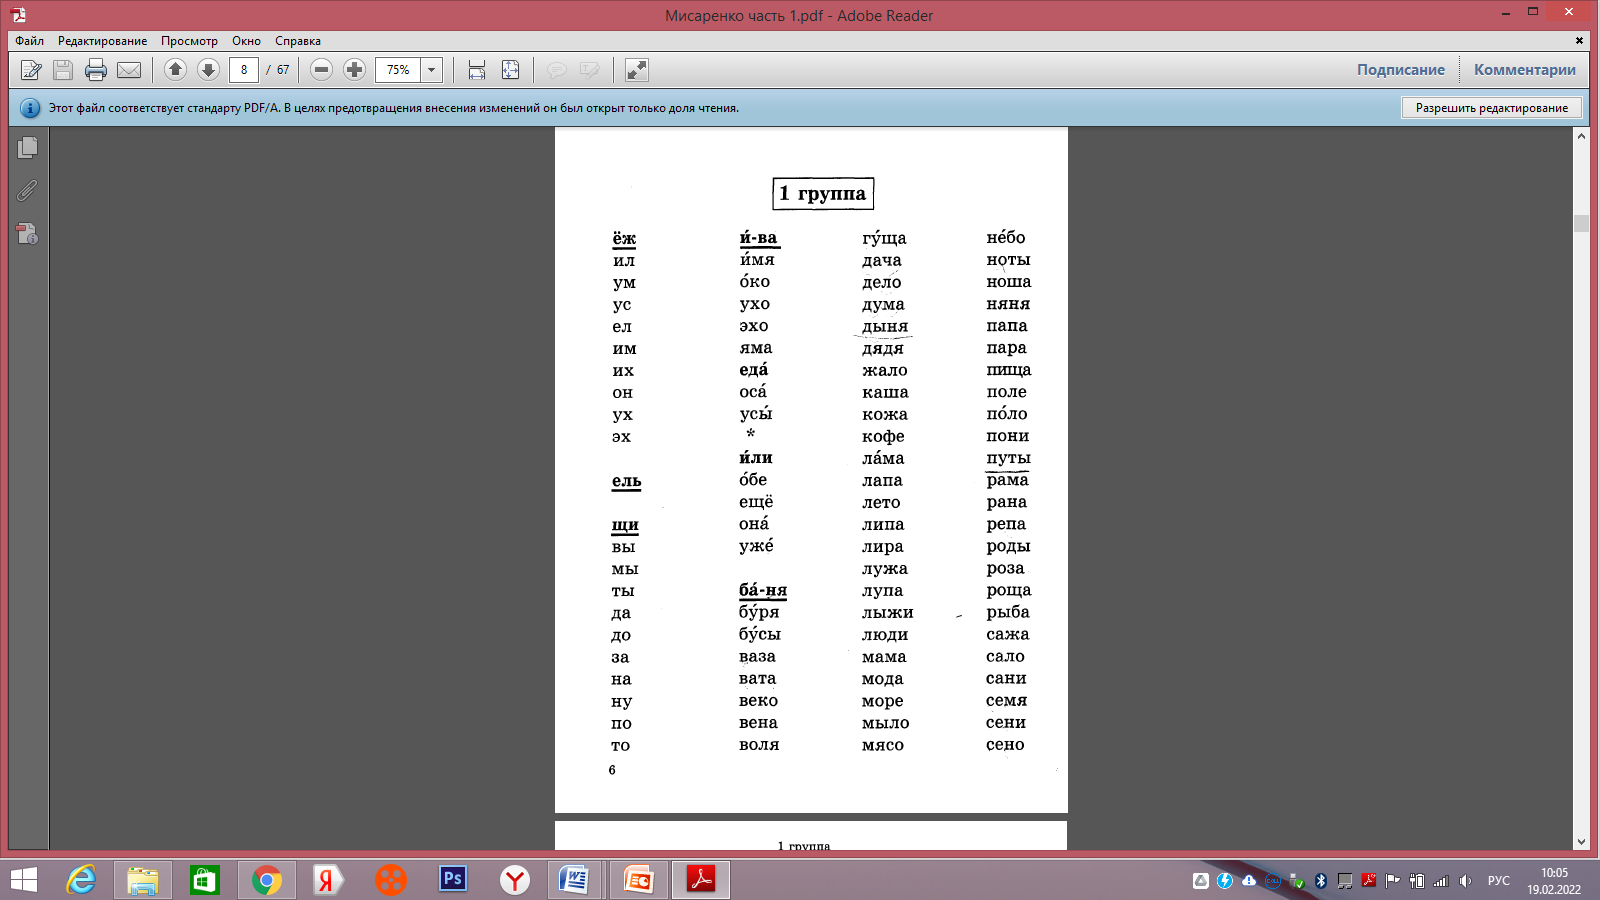 Мисаренко часть 1.pdf - Adobe Reader
Файл Редактирование Просмотр Окно Справка
8 / 67 75% Подписание Комментарии
Этот файл соответствует стандарту PDF/A. В целях предотвращения внесения изменений он был открыт только доля чтения. Разрешить редактирование
1 группа
ёж
ил
ум
ус
ел
им
их
он
ух
эх
ель
щи
вы
мы
ты
да
до
за
на
ну
по
то
и́-ва
и́мя
о́ко
ухо
эхо
яма
еда́
оса́
усы́
*
и́ли
о́бе
ещё
она́
уже́
ба́-ня
бу́ря
бу́сы
ваза
вата
веко
вена
воля
гу́ща
дача
дело
дума
дыня
дядя
жало
каша
кожа
кофе
ла́ма
лапа
лето
липа
лира
лужа
лупа
лыжи
люди
мама
мода
море
мыло
мясо
не́бо
ноты
ноша
няня
папа
пара
пища
поле
по́ло
пони
путы
рама
рана
репа
роды
роза
роща
рыба
сажа
сало
сани
семя
сени
сено
6
1 группа
Ps
РУС
10:05
19.02.2022